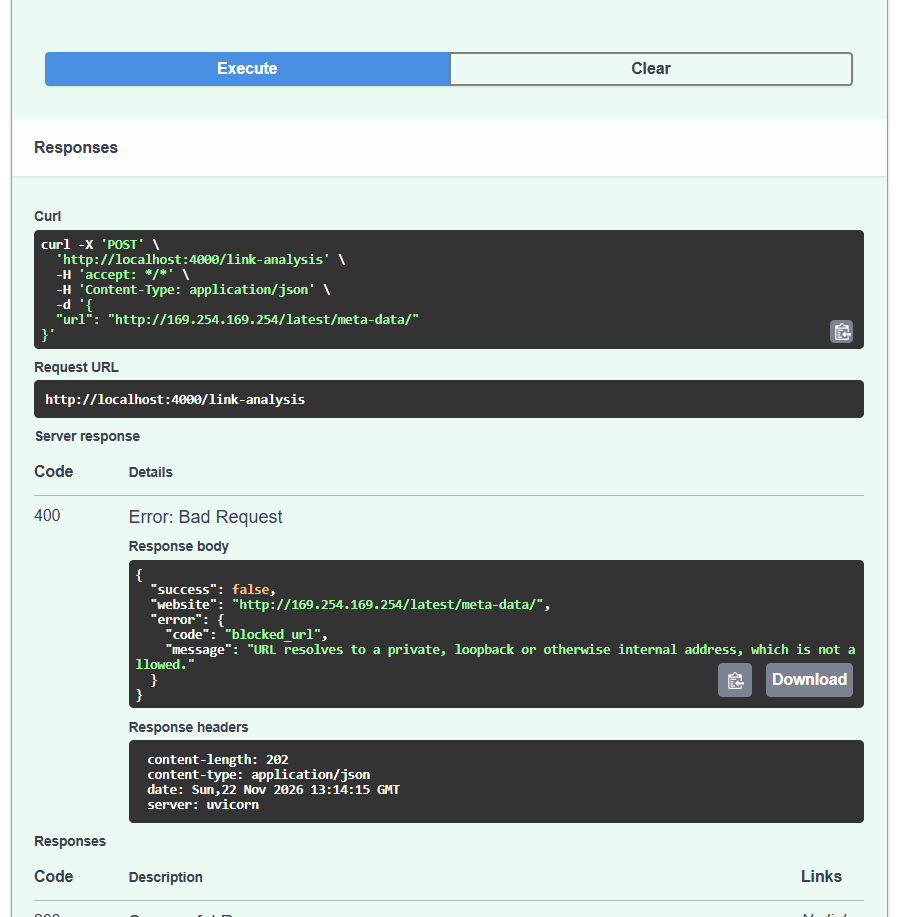 Execute Clear
Responses
Curl
curl -X 'POST' \
  'http://localhost:4000/link-analysis' \
  -H 'accept: */*' \
  -H 'Content-Type: application/json' \
  -d '{
  "url": "http://169.254.169.254/latest/meta-data/"
}'
Request URL
http://localhost:4000/link-analysis
Server response
Code Details
400 Error: Bad Request
Response body
{
  "success": false,
  "website": "http://169.254.169.254/latest/meta-data/",
  "error": {
    "code": "blocked_url",
    "message": "URL resolves to a private, loopback or otherwise internal address, which is not a
llowed."
  }
}
Download
Response headers
content-length: 202
content-type: application/json
date: Sun,22 Nov 2026 13:14:15 GMT
server: uvicorn
Responses
Code Description Links